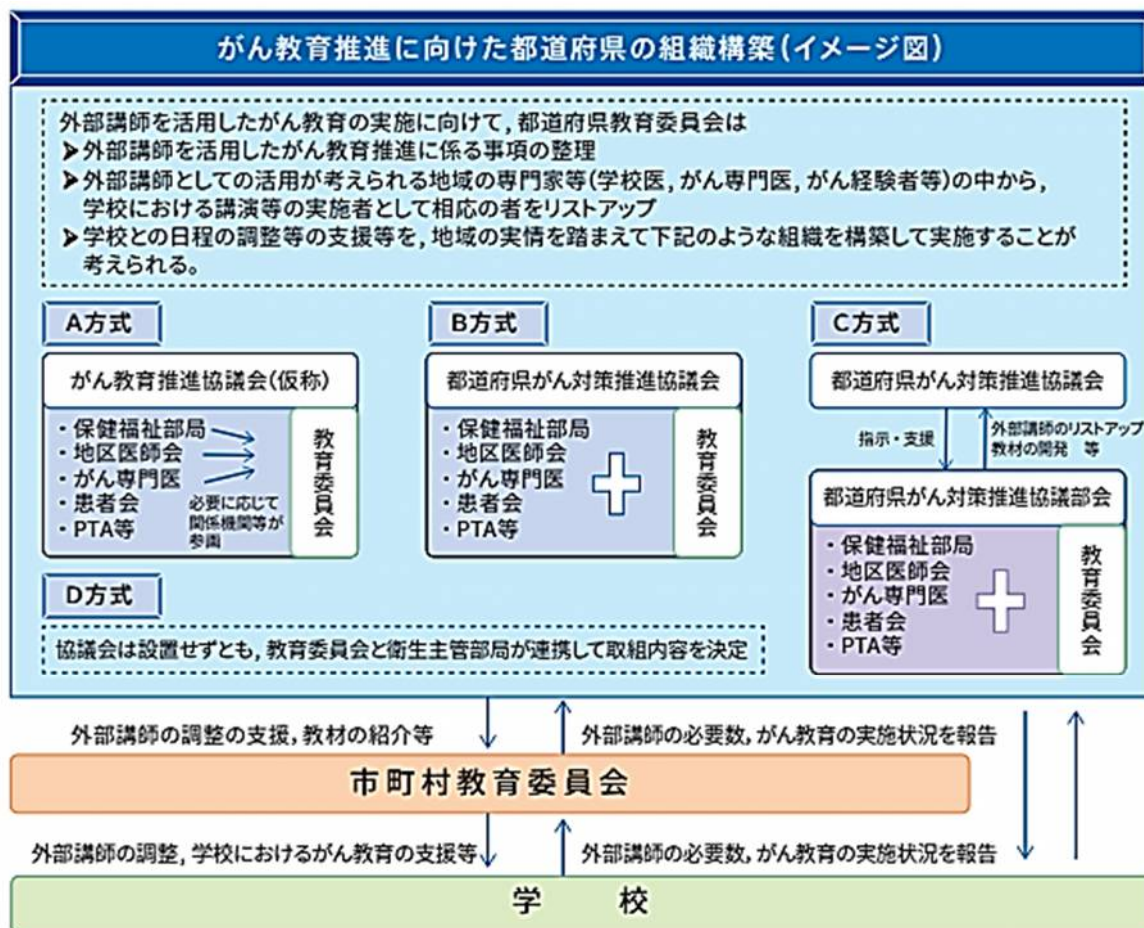 がん教育推進に向けた都道府県の組織構築(イメージ図)
外部講師を活用したがん教育の実施に向けて,都道府県教育委員会は
➤外部講師を活用したがん教育推進に係る事項の整理
➤外部講師としての活用が考えられる地域の専門家等(学校医,がん専門医,がん経験者等)の中から,
学校における講演等の実施者として相応の者をリストアップ
➤学校との日程の調整等の支援等を,地域の実情を踏まえて下記のような組織を構築して実施することが
考えられる。
A方式
がん教育推進協議会(仮称)
・保健福祉部局
・地区医師会
・がん専門医
・患者会
・PTA等
必要に応じて
関係機関等が
参画
教育委員会
B方式
都道府県がん対策推進協議会
・保健福祉部局
・地区医師会
・がん専門医
・患者会
・PTA等
教育委員会
C方式
都道府県がん対策推進協議会
指示・支援
外部講師のリストアップ
教材の開発 等
都道府県がん対策推進協議部会
・保健福祉部局
・地区医師会
・がん専門医
・患者会
・PTA等
教育委員会
D方式
協議会は設置せずとも,教育委員会と衛生主管部局が連携して取組内容を決定
外部講師の調整の支援,教材の紹介等
外部講師の必要数,がん教育の実施状況を報告
市町村教育委員会
外部講師の調整,学校におけるがん教育の支援等
外部講師の必要数,がん教育の実施状況を報告
学 校